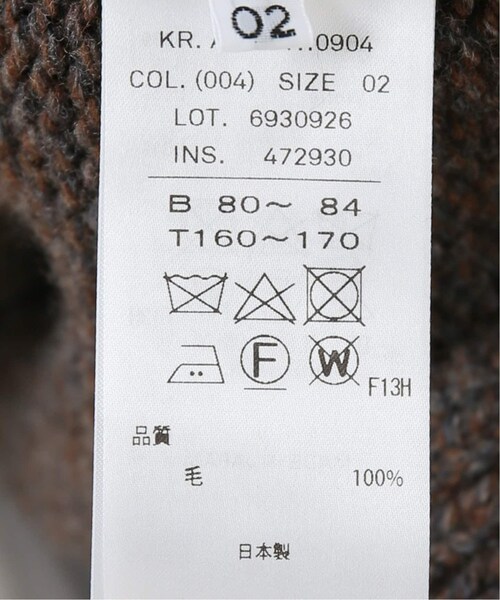 02
KR. A 0904
COL. (004) SIZE 02
LOT. 6930926
INS. 472930
B 80〜 84
T160〜170
F W F13H
品質
毛 100%
日本製